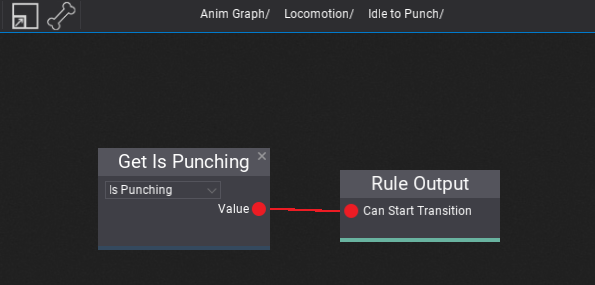 Anim Graph/ Locomotion/ Idle to Punch/
Get Is Punching
Is Punching
Value
Rule Output
Can Start Transition